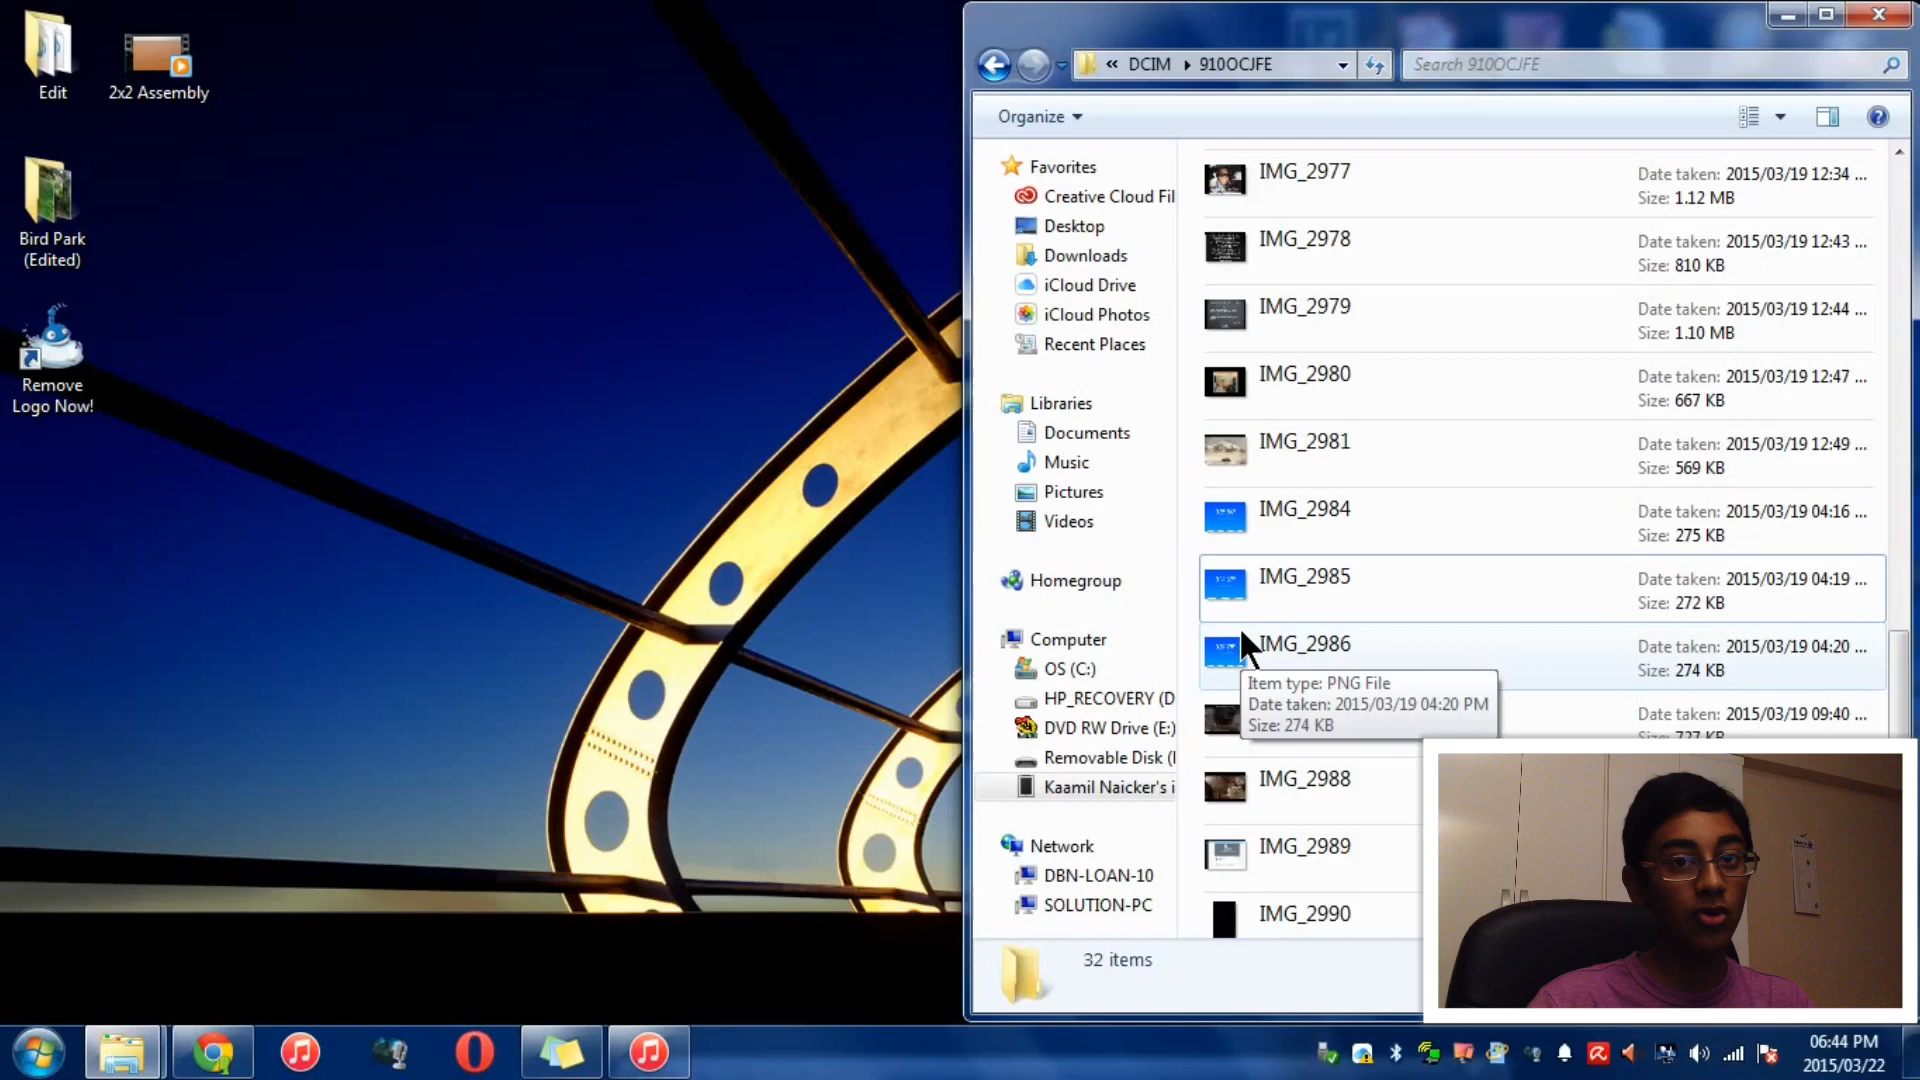 Edit
2x2 Assembly
Bird Park
(Edited)
Remove
Logo Now!
« DCIM 910OCJFE
Search 910OCJFE
Organize
Favorites
Creative Cloud Fil
Desktop
Downloads
iCloud Drive
iCloud Photos
Recent Places
Libraries
Documents
Music
Pictures
Videos
Homegroup
Computer
OS (C:)
HP_RECOVERY (D
DVD RW Drive (E:)
Removable Disk (
Kaamil Naicker's i
Network
DBN-LOAN-10
SOLUTION-PC
IMG_2977
Date taken: 2015/03/19 12:34 ...
Size: 1.12 MB
IMG_2978
Date taken: 2015/03/19 12:43 ...
Size: 810 KB
IMG_2979
Date taken: 2015/03/19 12:44 ...
Size: 1.10 MB
IMG_2980
Date taken: 2015/03/19 12:47 ...
Size: 667 KB
IMG_2981
Date taken: 2015/03/19 12:49 ...
Size: 569 KB
IMG_2984
Date taken: 2015/03/19 04:16 ...
Size: 275 KB
IMG_2985
Date taken: 2015/03/19 04:19 ...
Size: 272 KB
IMG_2986
Date taken: 2015/03/19 04:20 ...
Size: 274 KB
Item type: PNG File
Date taken: 2015/03/19 04:20 PM
Size: 274 KB
Date taken: 2015/03/19 09:40 ...
Size: 727 KB
IMG_2988
IMG_2989
IMG_2990
32 items
06:44 PM
2015/03/22